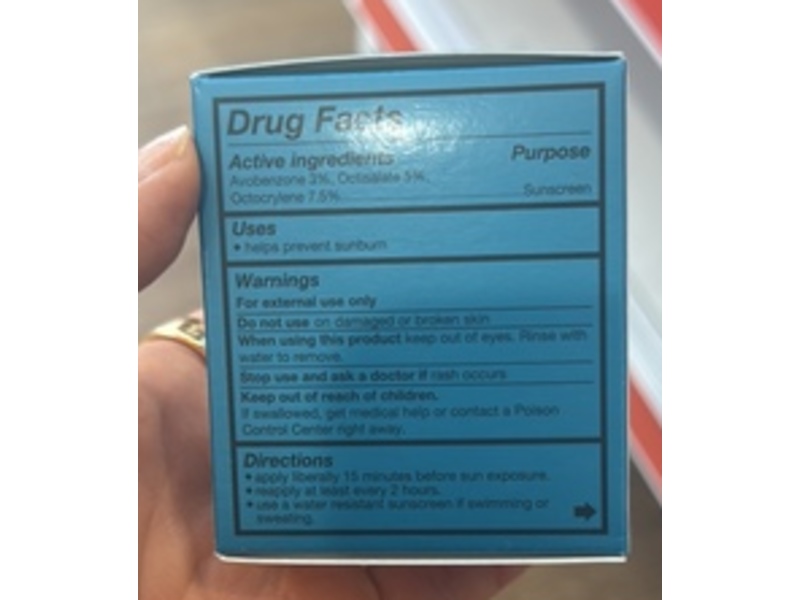 Drug Facts
Active ingredients Purpose
Avobenzone 3%, Octisalate 5%,
Octocrylene 7.5% Sunscreen
Uses
• helps prevent sunburn
Warnings
For external use only
Do not use on damaged or broken skin
When using this product keep out of eyes. Rinse with
water to remove.
Stop use and ask a doctor if rash occurs
Keep out of reach of children.
If swallowed, get medical help or contact a Poison
Control Center right away.
Directions
• apply liberally 15 minutes before sun exposure.
• reapply at least every 2 hours.
• use a water resistant sunscreen if swimming or
sweating.